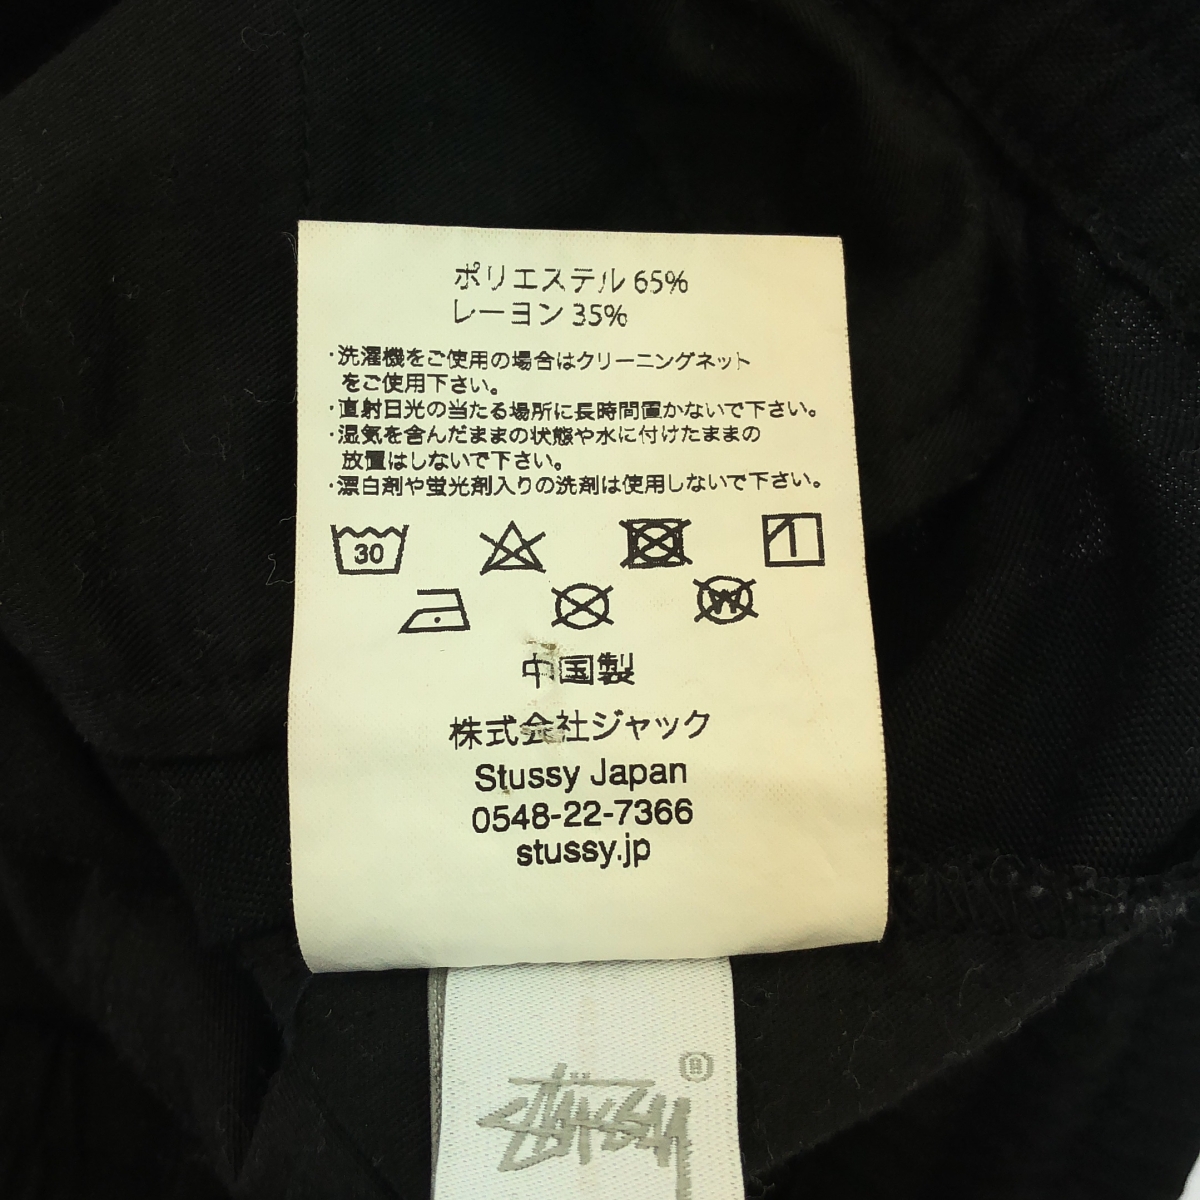 ポリエステル 65%
レーヨン 35%
・洗濯機をご使用の場合はクリーニングネット
をご使用下さい。
・直射日光の当たる場所に長時間置かないで下さい。
・湿気を含んだままの状態や水に付けたままの
放置はしないで下さい。
・漂白剤や蛍光剤入りの洗剤は使用しないで下さい。
30
W
中国製
株式会社ジャック
Stussy Japan
0548-22-7366
stussy.jp
®
Stüssy